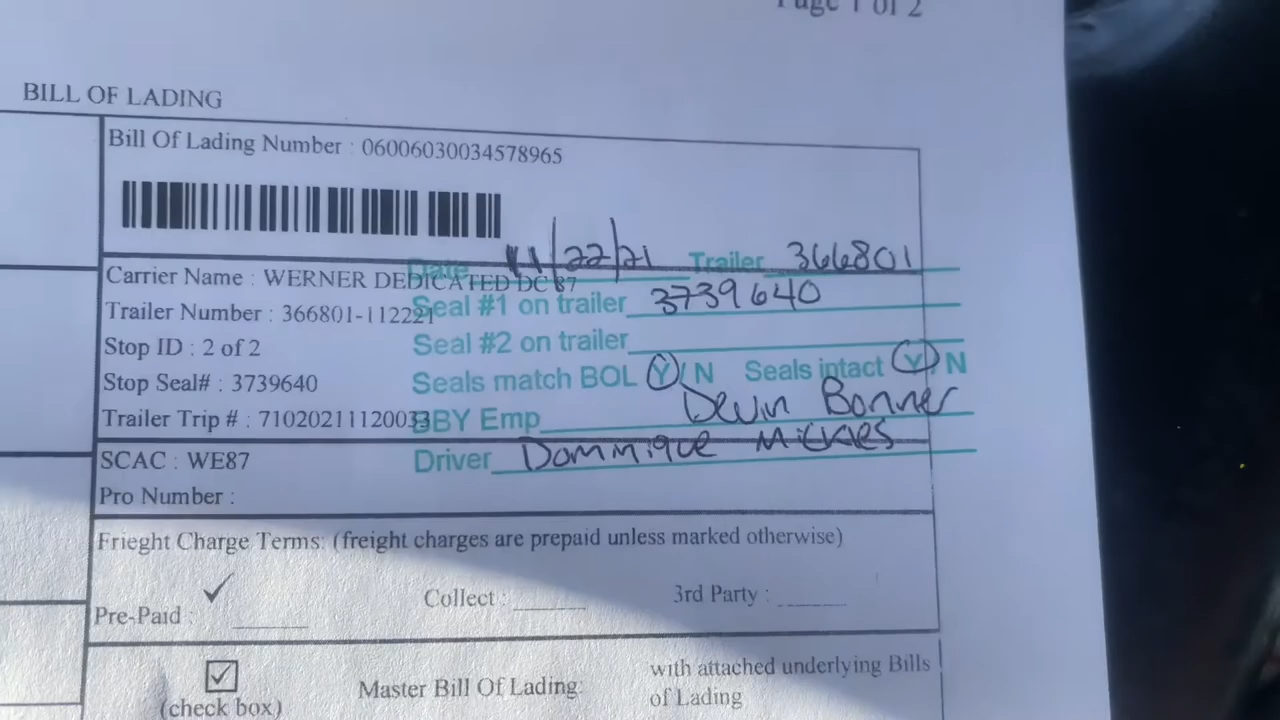 Page 1 of 2
BILL OF LADING
Bill Of Lading Number : 06006030034578965
Date 11/22/21 Trailer 366801
Carrier Name : WERNER DEDICATED DC 87
Seal #1 on trailer 3739640
Trailer Number : 366801-112221
Seal #2 on trailer
Stop ID : 2 of 2
Seals match BOL Y/N Seals intact Y/N
Stop Seal# : 3739640
BBY Emp Devin Bonner
Trailer Trip # : 71020211120033
Driver Dommique Mickles
SCAC : WE87
Pro Number :
Frieght Charge Terms: (freight charges are prepaid unless marked otherwise)
Pre-Paid : Collect : 3rd Party :
(check box) Master Bill Of Lading: with attached underlying Bills
of Lading